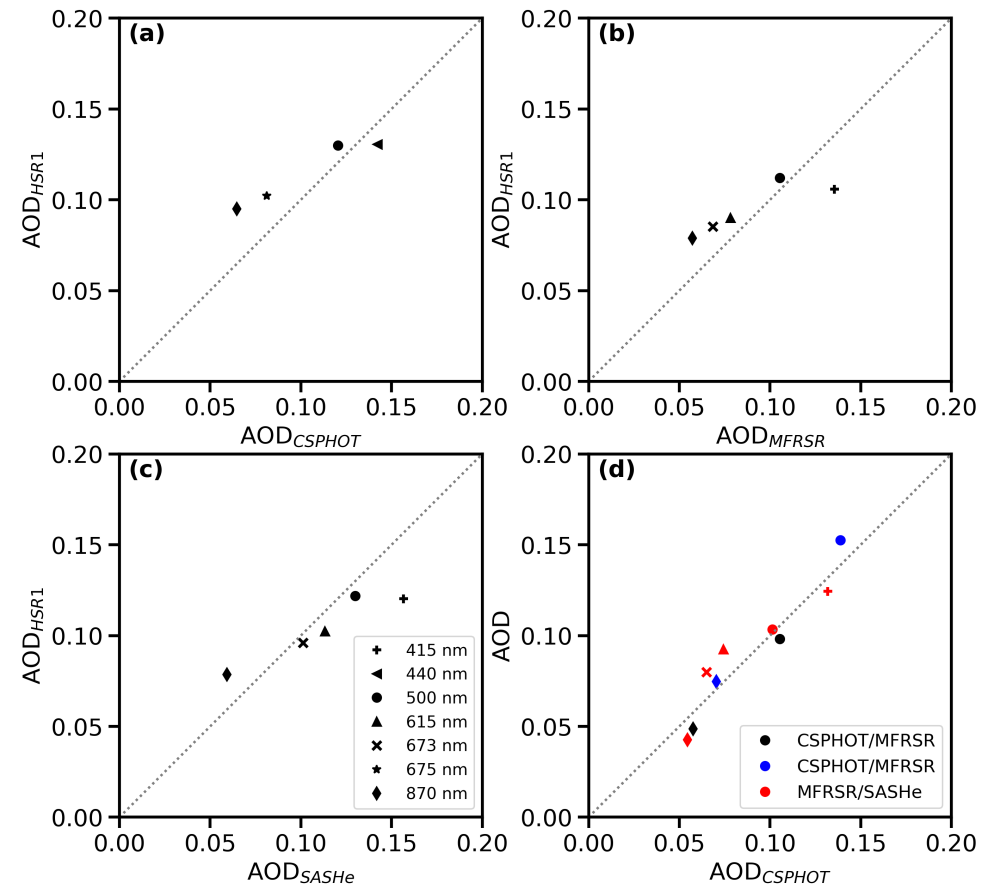 (a)
0.20
0.15
0.10
0.05
0.00
AOD_HSR1
0.00 0.05 0.10 0.15 0.20
AOD_CSPHOT
(b)
0.20
0.15
0.10
0.05
0.00
AOD_HSR1
0.00 0.05 0.10 0.15 0.20
AOD_MFRSR
(c)
0.20
0.15
0.10
0.05
0.00
AOD_HSR1
415 nm
440 nm
500 nm
615 nm
673 nm
675 nm
870 nm
0.00 0.05 0.10 0.15 0.20
AOD_SASHe
(d)
0.20
0.15
0.10
0.05
0.00
AOD
CSPHOT/MFRSR
CSPHOT/MFRSR
MFRSR/SASHe
0.00 0.05 0.10 0.15 0.20
AOD_CSPHOT